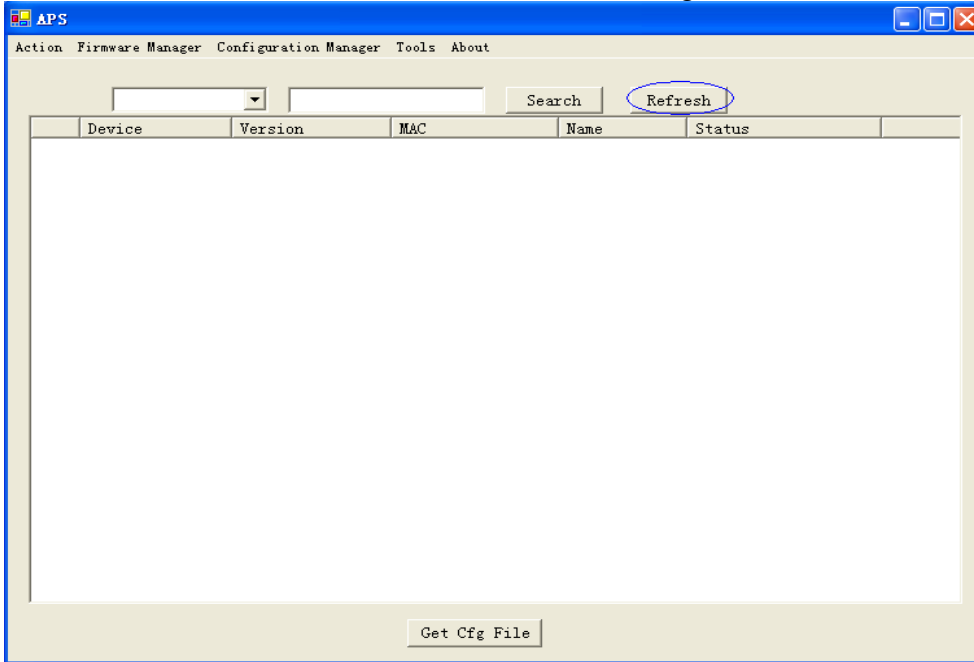 APS
Action Firmware Manager Configuration Manager Tools About
Search Refresh
Device Version MAC Name Status
Get Cfg File